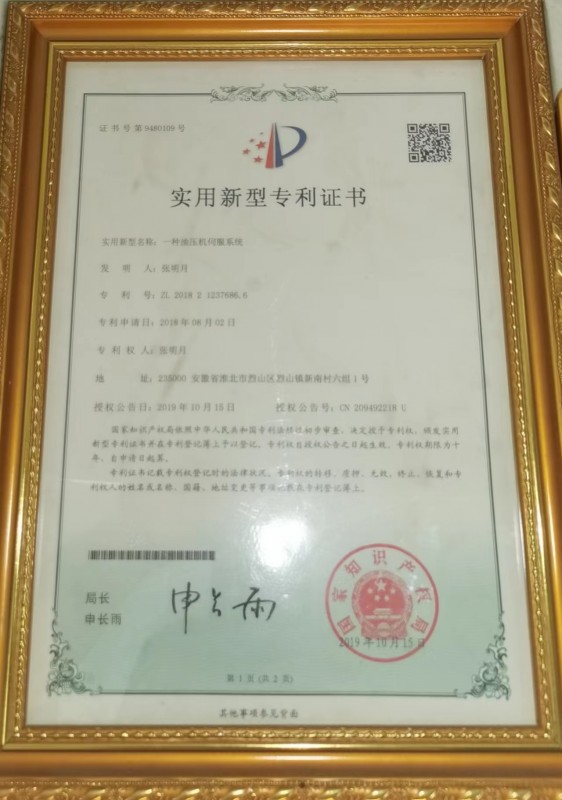 证书号第9480109号
实用新型专利证书
实用新型名称：一种油压机伺服系统
发 明 人：张明月
专 利 号：ZL 2018 2 1237686.6
专利申请日：2018年08月02日
专 利 权 人：张明月
地 址：235000 安徽省淮北市烈山区烈山镇新南村六组1号
授权公告日：2019年10月15日 授权公告号：CN 209492218 U
国家知识产权局依照中华人民共和国专利法经过初步审查，决定授予专利权，颁发实用
新型专利证书并在专利登记簿上予以登记。专利权自授权公告之日起生效。专利权期限为十
年，自申请日起算。
专利证书记载专利权登记时的法律状况。专利权的转移、质押、无效、终止、恢复和专
利权人的姓名或名称、国籍、地址变更等事项记载在专利登记簿上。
局长
申长雨
申长雨
国家知识产权局
2019年10月15日
第 1 页 (共 2 页)
其他事项参见背面